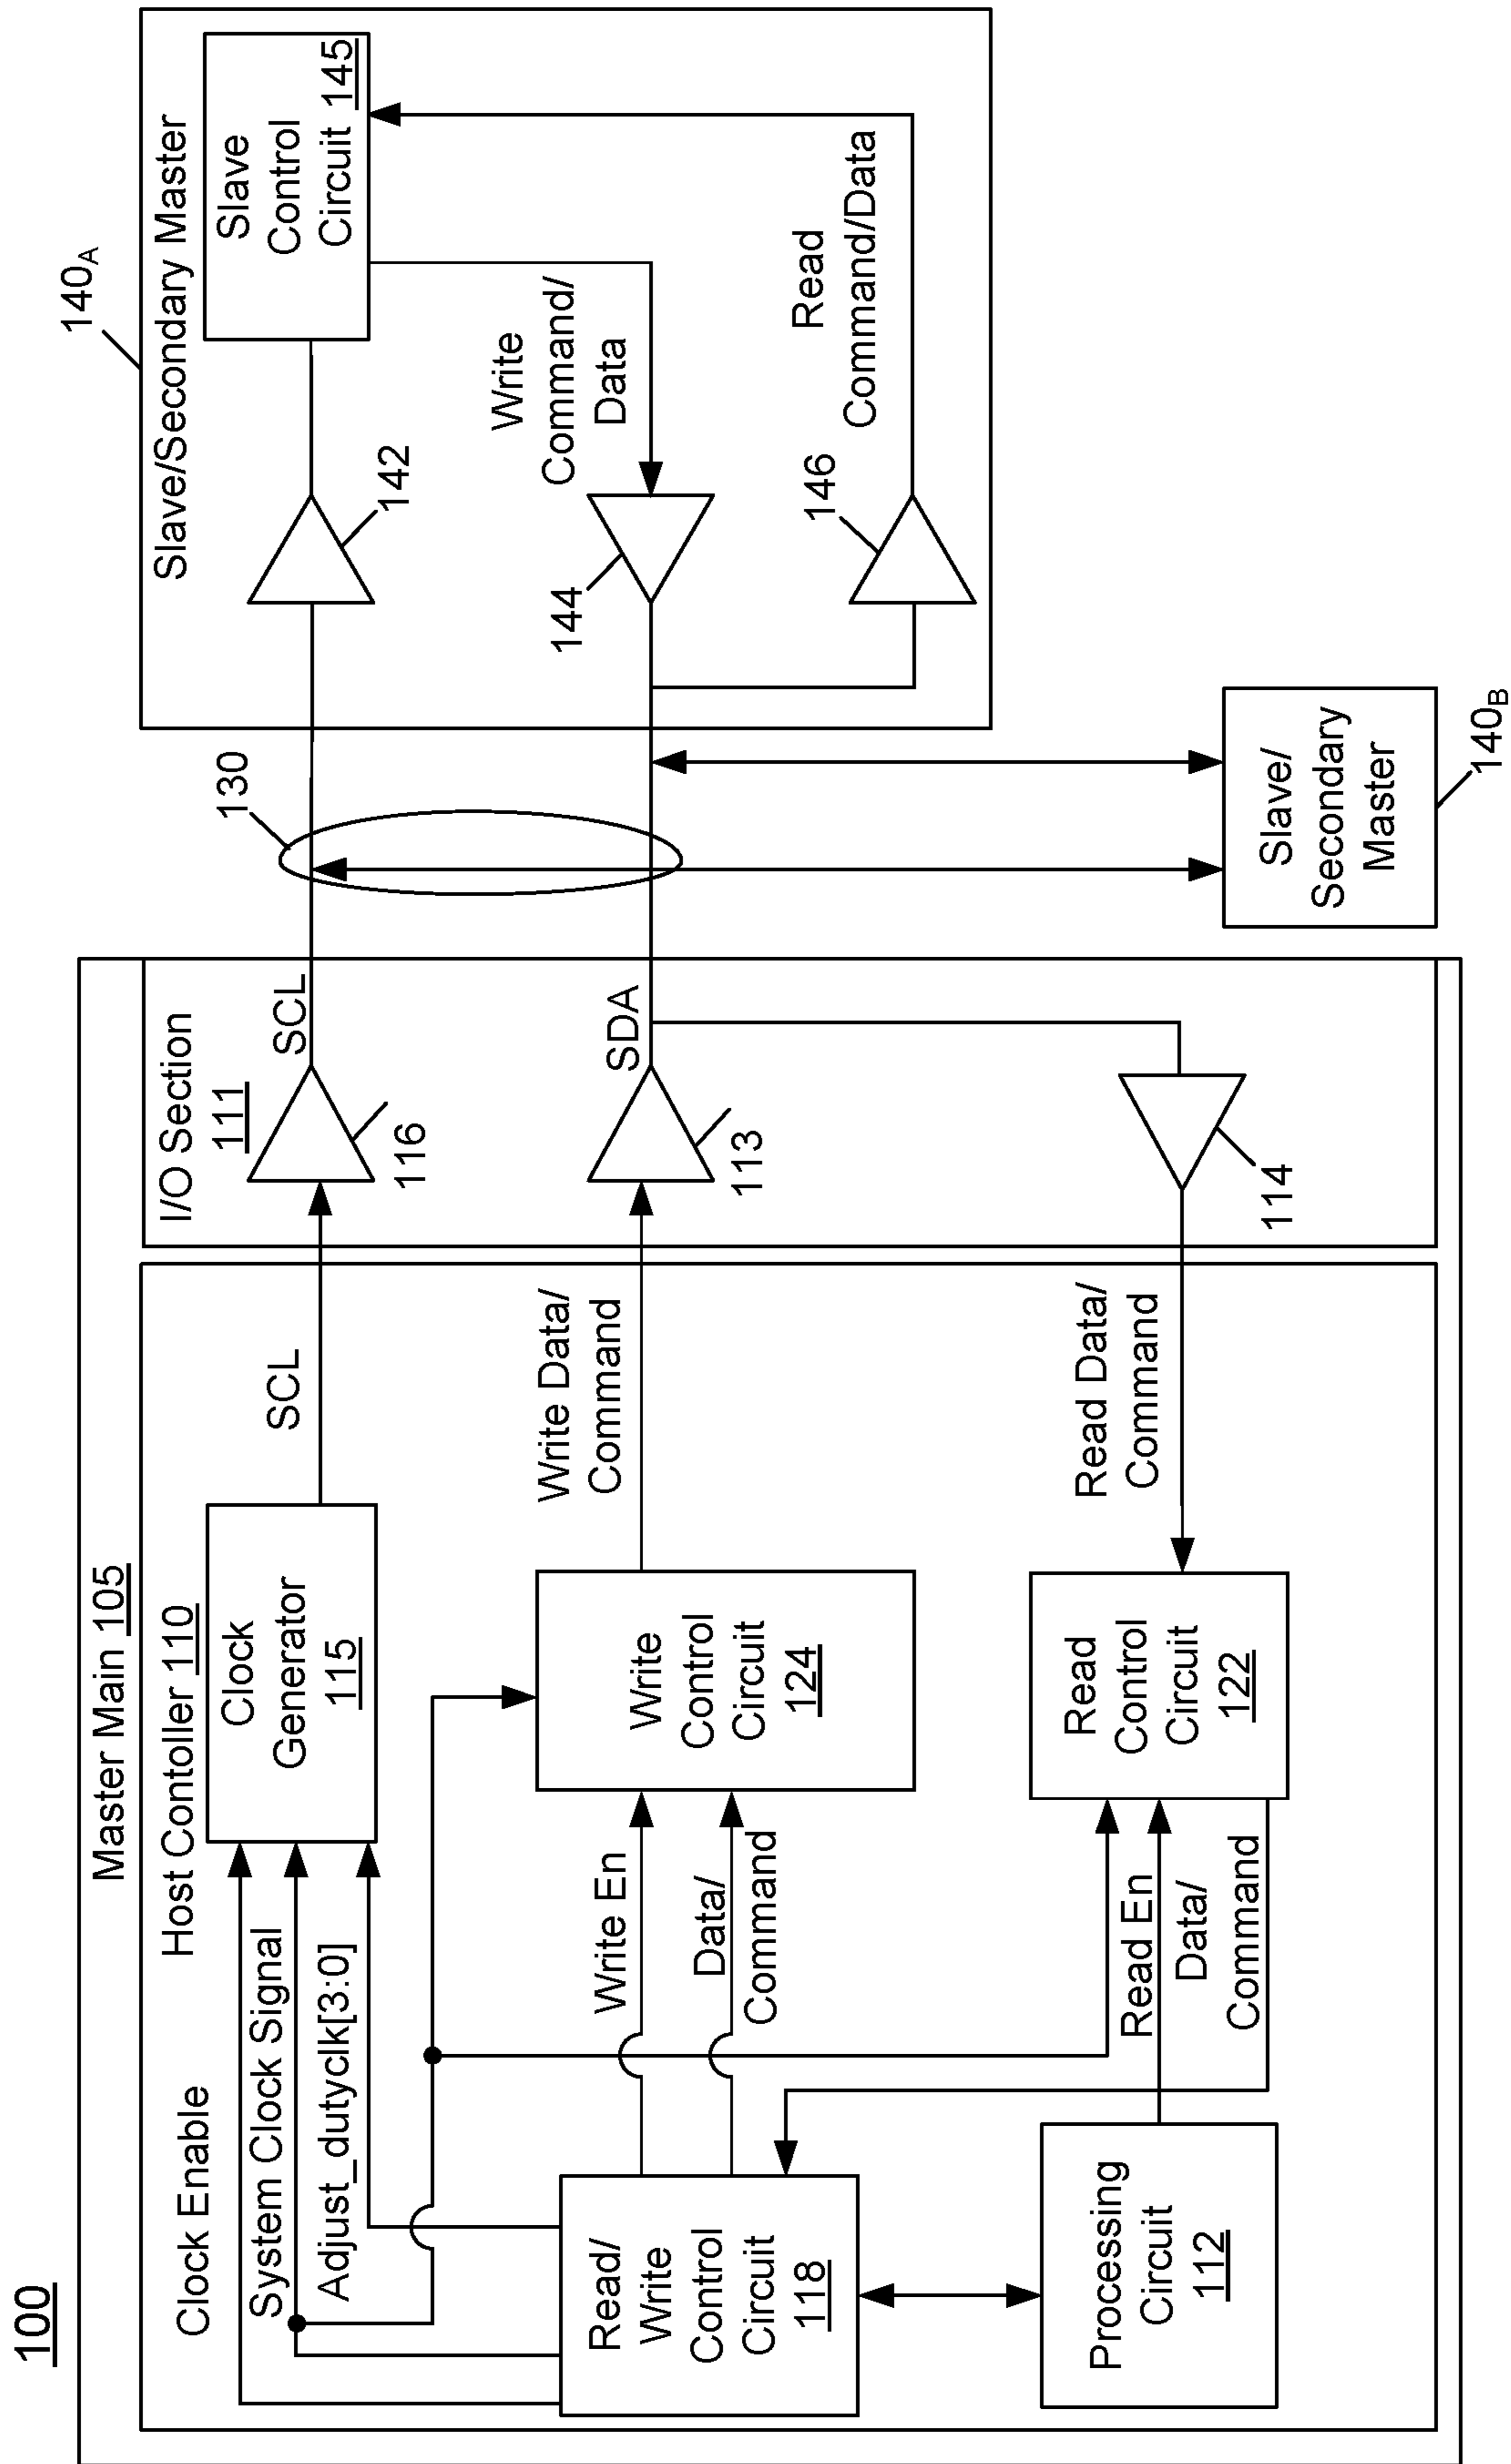 100
Master Main 105
Host Contoller 110
Clock Enable
System Clock Signal
Adjust_dutyclk[3:0]
Clock
Generator
115
SCL
I/O Section
111
SCL
116
130
140A
Slave/Secondary Master
142
Slave
Control
Circuit 145
Read/
Write
Control
Circuit
118
Write En
Data/
Command
Write
Control
Circuit
124
Write Data/
Command
SDA
113
144
Write
Command/
Data
146
Read
Command/Data
Processing
Circuit
112
Read En
Data/
Command
Read
Control
Circuit
122
Read Data/
Command
114
Slave/
Secondary
Master
140B